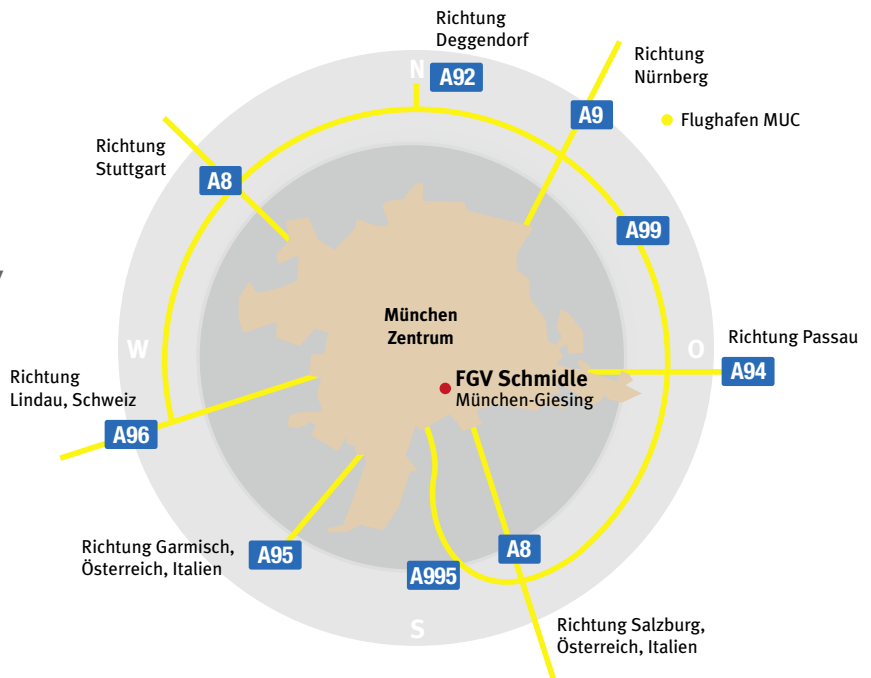 Richtung
Deggendorf
N
A92
Richtung
Nürnberg
A9
Flughafen MUC
Richtung
Stuttgart
A8
A99
München
Zentrum
W
O
Richtung Passau
A94
FGV Schmidle
München-Giesing
Richtung
Lindau, Schweiz
A96
Richtung Garmisch,
Österreich, Italien
A95
A8
A995
S
Richtung Salzburg,
Österreich, Italien